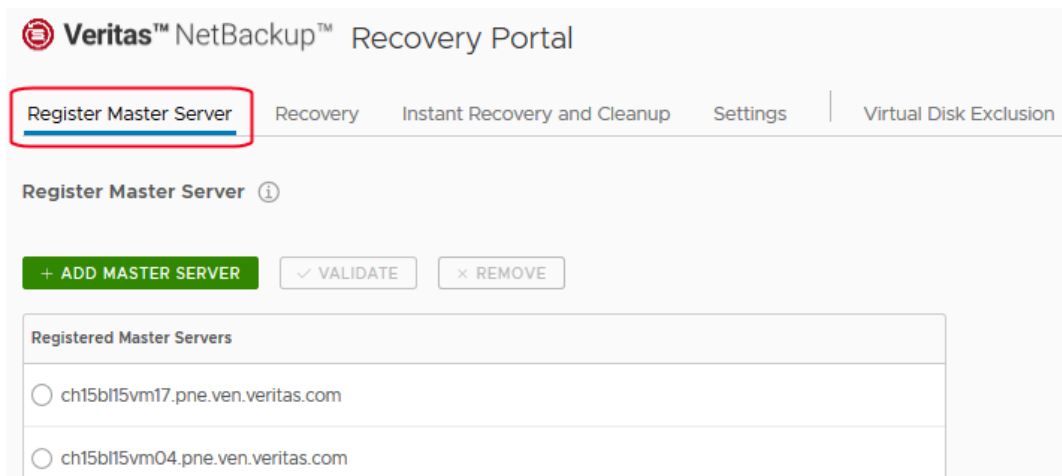 Veritas™ NetBackup™ Recovery Portal
Register Master Server Recovery Instant Recovery and Cleanup Settings Virtual Disk Exclusion
Register Master Server
+ ADD MASTER SERVER VALIDATE × REMOVE
Registered Master Servers
ch15bl15vm17.pne.ven.veritas.com
ch15bl15vm04.pne.ven.veritas.com